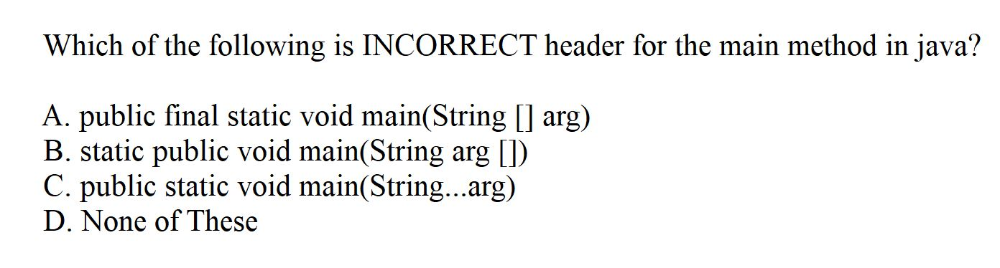 Which of the following is INCORRECT header for the main method in java?
A. public final static void main(String [] arg)
B. static public void main(String arg [])
C. public static void main(String...arg)
D. None of These